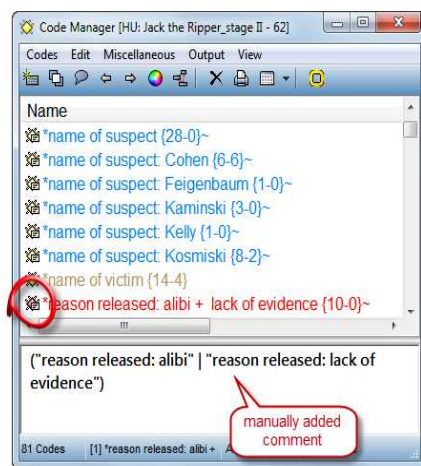 Code Manager [HU: Jack the Ripper_stage II - 62]
Codes Edit Miscellaneous Output View
Name
*name of suspect {28-0}~
*name of suspect: Cohen {6-6}~
*name of suspect: Feigenbaum {1-0}~
*name of suspect: Kaminski {3-0}~
*name of suspect: Kelly {1-0}~
*name of suspect: Kosmiski {8-2}~
*name of victim {14-4}
*reason released: alibi + lack of evidence {10-0}~
("reason released: alibi" | "reason released: lack of
evidence")
manually added
comment
81 Codes [1] *reason released: alibi + A